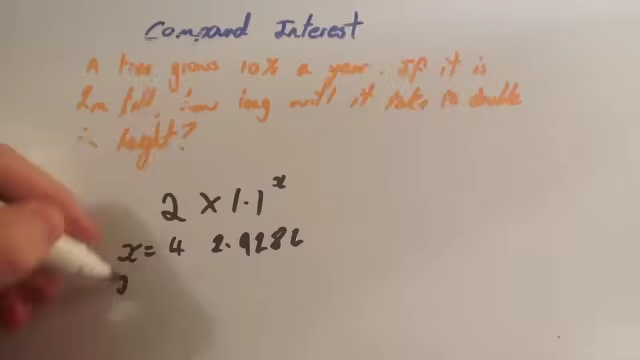 Compound Interest
A tree grows 10% a year. If it is
2m tall, how long will it take to double
in height?
2 × 1.1^x
x = 4 2.9282